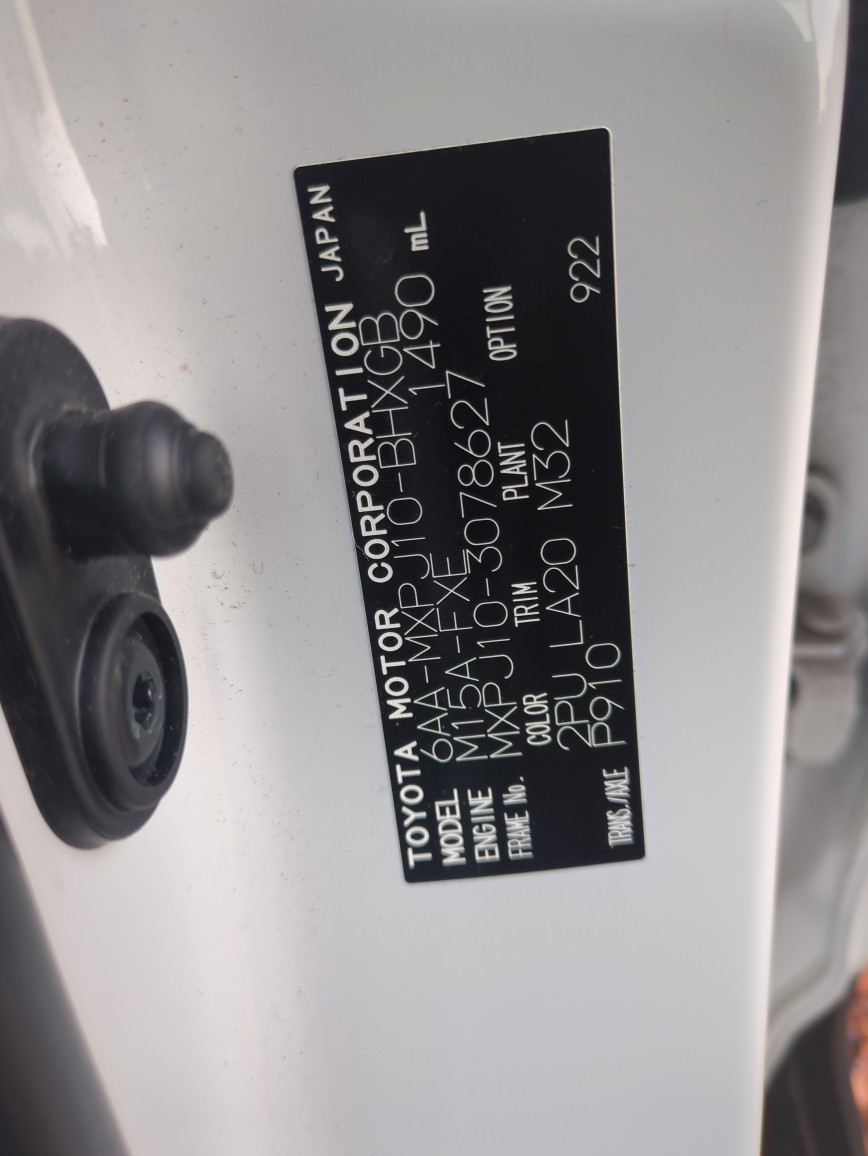 TOYOTA MOTOR CORPORATION JAPAN
MODEL 6AA-MXPJ10-BHXGB
ENGINE M15A-FXE 1490 mL
FRAME No. MXPJ10-3078627
COLOR TRIM PLANT OPTION
2PU LA20 M32
TRANS./AXLE P910 922